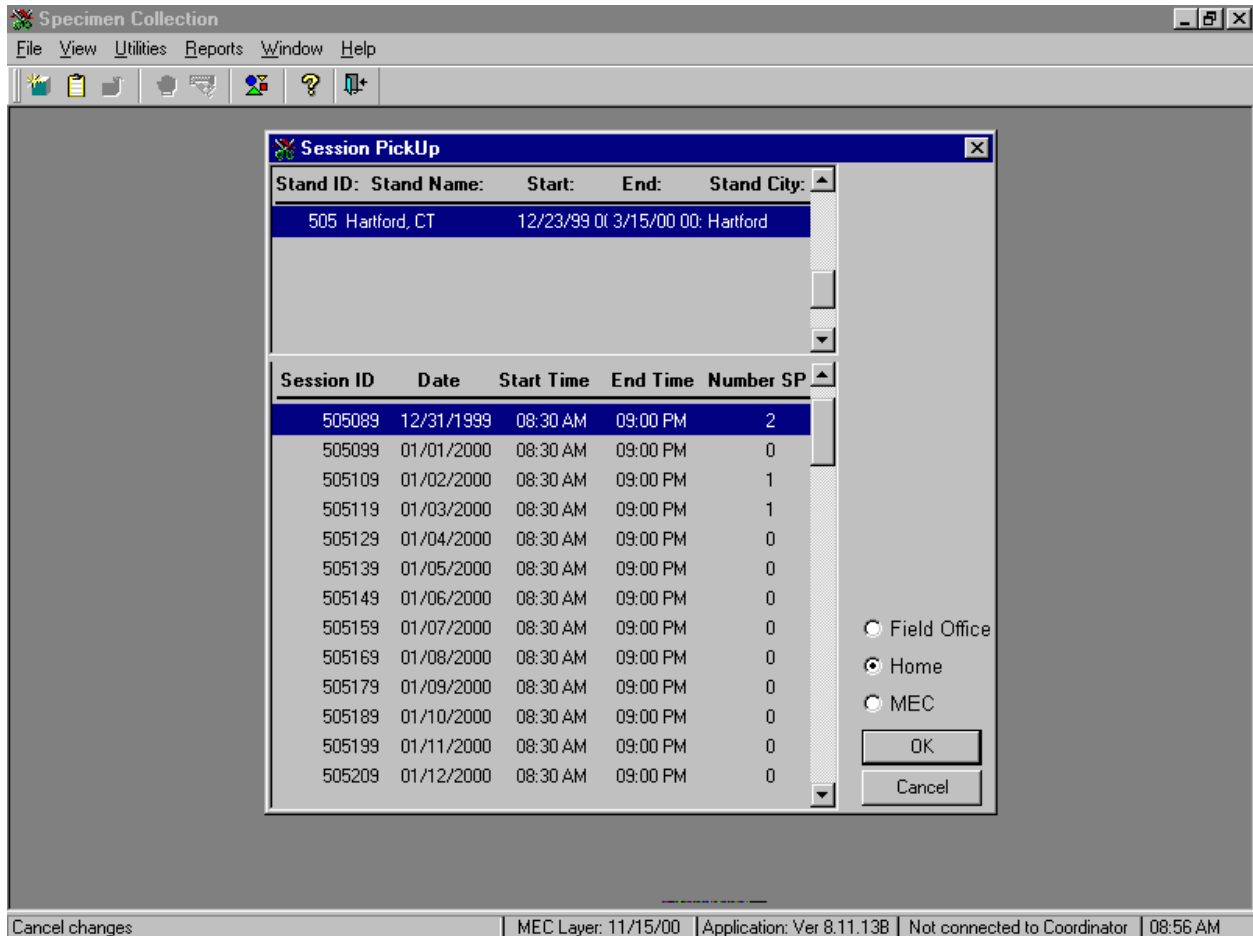 Specimen Collection
File View Utilities Reports Window Help
Session PickUp
Stand ID: Stand Name: Start: End: Stand City:
505 Hartford, CT 12/23/99 0( 3/15/00 00: Hartford
Session ID Date Start Time End Time Number SP
505089 12/31/1999 08:30 AM 09:00 PM 2
505099 01/01/2000 08:30 AM 09:00 PM 0
505109 01/02/2000 08:30 AM 09:00 PM 1
505119 01/03/2000 08:30 AM 09:00 PM 1
505129 01/04/2000 08:30 AM 09:00 PM 0
505139 01/05/2000 08:30 AM 09:00 PM 0
505149 01/06/2000 08:30 AM 09:00 PM 0
505159 01/07/2000 08:30 AM 09:00 PM 0
505169 01/08/2000 08:30 AM 09:00 PM 0
505179 01/09/2000 08:30 AM 09:00 PM 0
505189 01/10/2000 08:30 AM 09:00 PM 0
505199 01/11/2000 08:30 AM 09:00 PM 0
505209 01/12/2000 08:30 AM 09:00 PM 0
Field Office
Home
MEC
OK
Cancel
Cancel changes MEC Layer: 11/15/00 Application: Ver 8.11.13B Not connected to Coordinator 08:56 AM